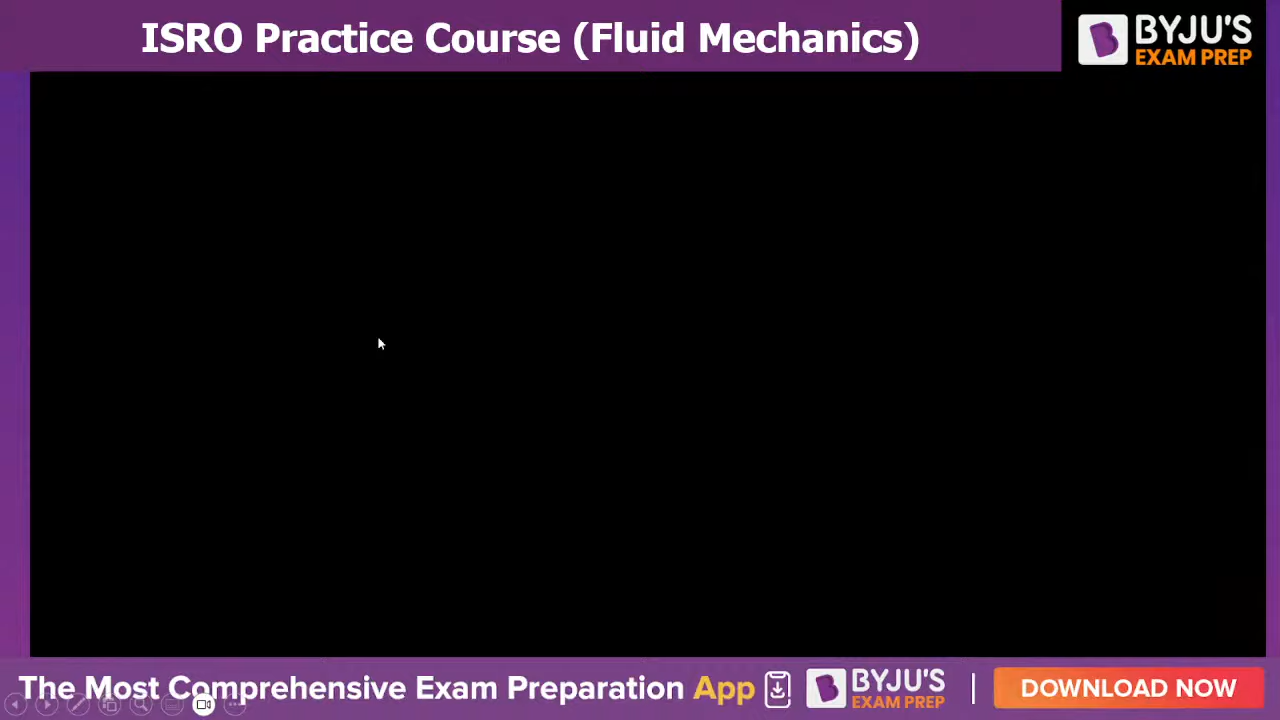 ISRO Practice Course (Fluid Mechanics)
BYJU'S
EXAM PREP
The Most Comprehensive Exam Preparation App
BYJU'S
EXAM PREP
DOWNLOAD NOW